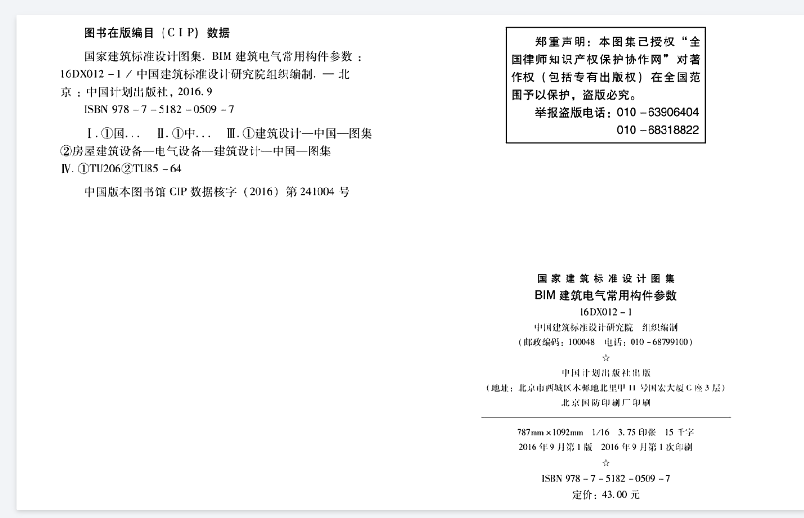 图书在版编目(CIP)数据
国家建筑标准设计图集. BIM 建筑电气常用构件参数:
16DX012-1 / 中国建筑标准设计研究院组织编制. — 北
京:中国计划出版社, 2016.9
ISBN 978-7-5182-0509-7
Ⅰ.①国... Ⅱ.①中... Ⅲ.①建筑设计—中国—图集
②房屋建筑设备—电气设备—建筑设计—中国—图集
Ⅳ.①TU206②TU85-64
中国版本图书馆 CIP 数据核字(2016)第 241004 号
郑重声明:本图集已授权“全
国律师知识产权保护协作网”对著
作权(包括专有出版权)在全国范
围予以保护,盗版必究。
举报盗版电话:010-63906404
010-68318822
国家建筑标准设计图集
BIM 建筑电气常用构件参数
16DX012-1
中国建筑标准设计研究院 组织编制
(邮政编码:100048 电话:010-68799100)
☆
中国计划出版社出版
(地址:北京市西城区木樨地北里甲 11 号国宏大厦 C 座 3 层)
北京国防印刷厂印刷
787mm×1092mm 1/16 3.75 印张 15 千字
2016 年 9 月第 1 版 2016 年 9 月第 1 次印刷
☆
ISBN 978-7-5182-0509-7
定价:43.00 元